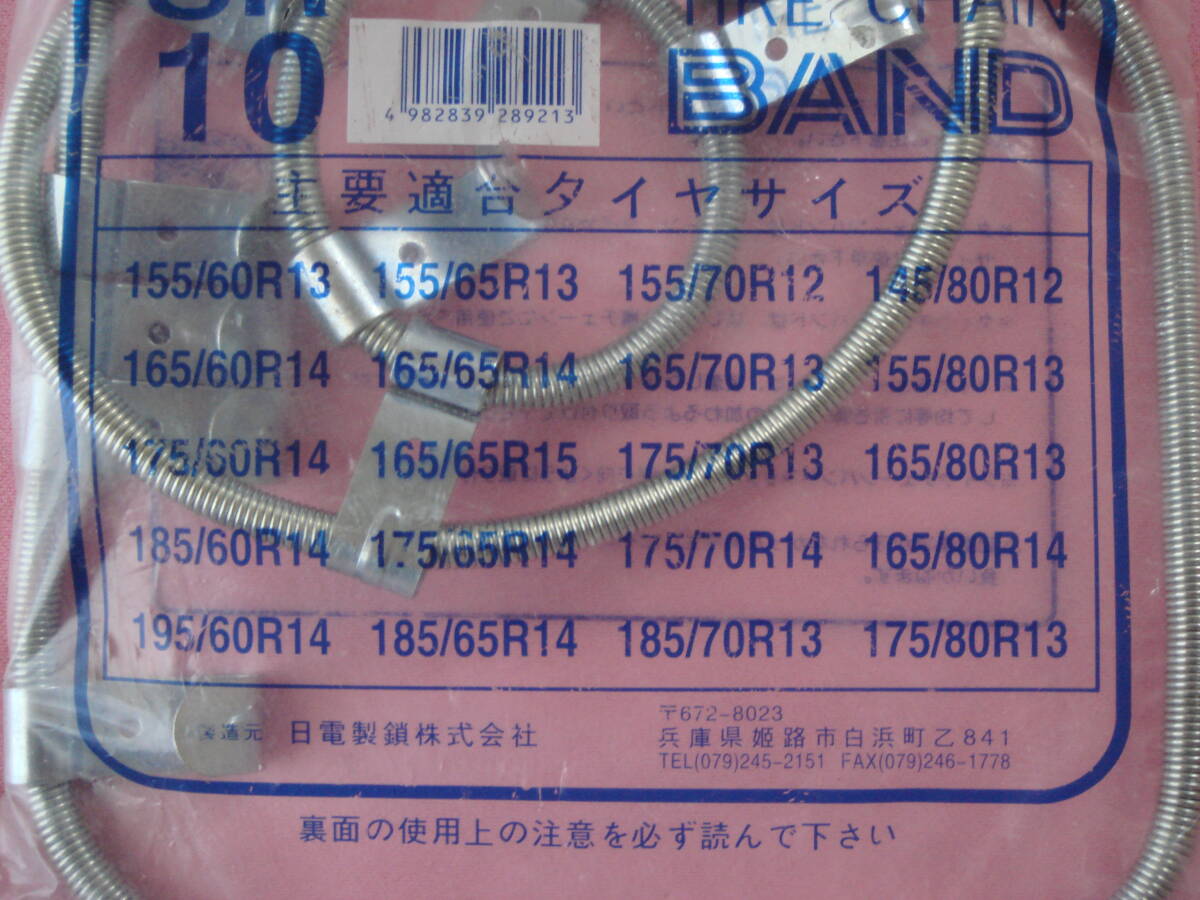 TIRE CHAIN
10
BAND
4 982839 289213
主要適合タイヤサイズ
155/60R13 155/65R13 155/70R12 145/80R12
165/60R14 165/65R14 165/70R13 155/80R13
175/60R14 165/65R15 175/70R13 165/80R13
185/60R14 175/65R14 175/70R14 165/80R14
195/60R14 185/65R14 185/70R13 175/80R13
製造元 日電製鎖株式会社
〒672-8023
兵庫県姫路市白浜町乙841
TEL(079)245-2151 FAX(079)246-1778
裏面の使用上の注意を必ず読んで下さい